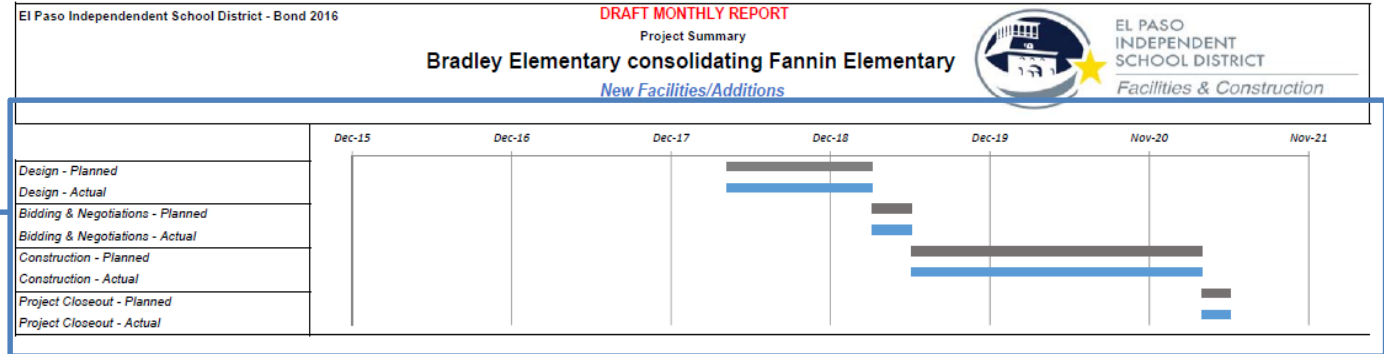 El Paso Independendent School District - Bond 2016
DRAFT MONTHLY REPORT
Project Summary
Bradley Elementary consolidating Fannin Elementary
New Facilities/Additions
EL PASO
INDEPENDENT
SCHOOL DISTRICT
Facilities & Construction
Dec-15 Dec-16 Dec-17 Dec-18 Dec-19 Nov-20 Nov-21
Design - Planned
Design - Actual
Bidding & Negotiations - Planned
Bidding & Negotiations - Actual
Construction - Planned
Construction - Actual
Project Closeout - Planned
Project Closeout - Actual